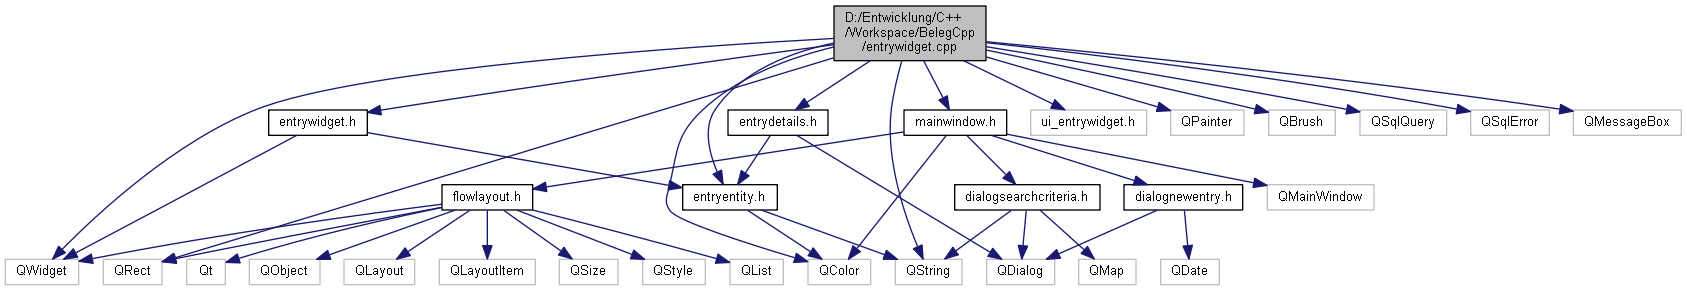 D:/Entwicklung/C++
/Workspace/BelegCpp
/entrywidget.cpp
entrywidget.h
entrydetails.h
mainwindow.h
ui_entrywidget.h
QPainter
QBrush
QSqlQuery
QSqlError
QMessageBox
flowlayout.h
entryentity.h
dialogsearchcriteria.h
dialognewentry.h
QMainWindow
QWidget
QRect
Qt
QObject
QLayout
QLayoutItem
QSize
QStyle
QList
QColor
QString
QDialog
QMap
QDate